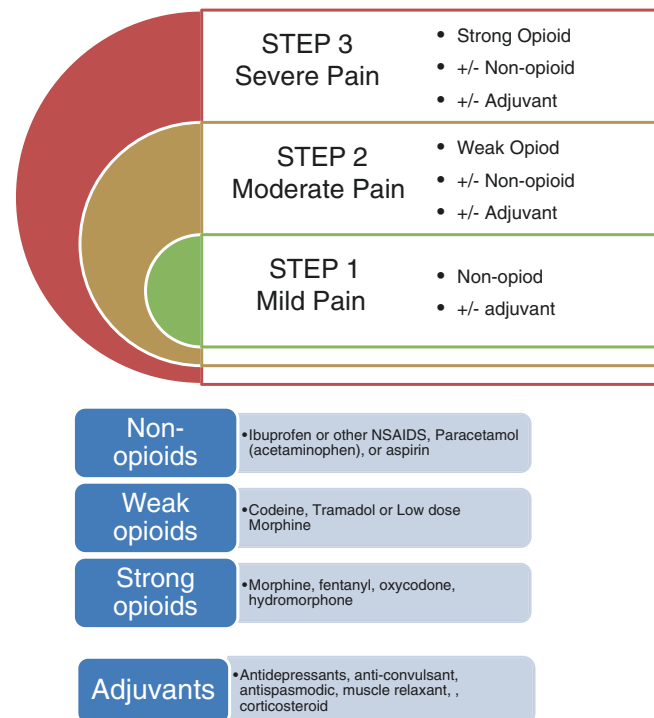 STEP 3
Severe Pain
• Strong Opioid
• +/- Non-opioid
• +/- Adjuvant
STEP 2
Moderate Pain
• Weak Opiod
• +/- Non-opioid
• +/- Adjuvant
STEP 1
Mild Pain
• Non-opiod
• +/- adjuvant
Non-
opioids
•Ibuprofen or other NSAIDS, Paracetamol
(acetaminophen), or aspirin
Weak
opioids
•Codeine, Tramadol or Low dose
Morphine
Strong
opioids
•Morphine, fentanyl, oxycodone,
hydromorphone
Adjuvants
•Antidepressants, anti-convulsant,
antispasmodic, muscle relaxant, ,
corticosteroid